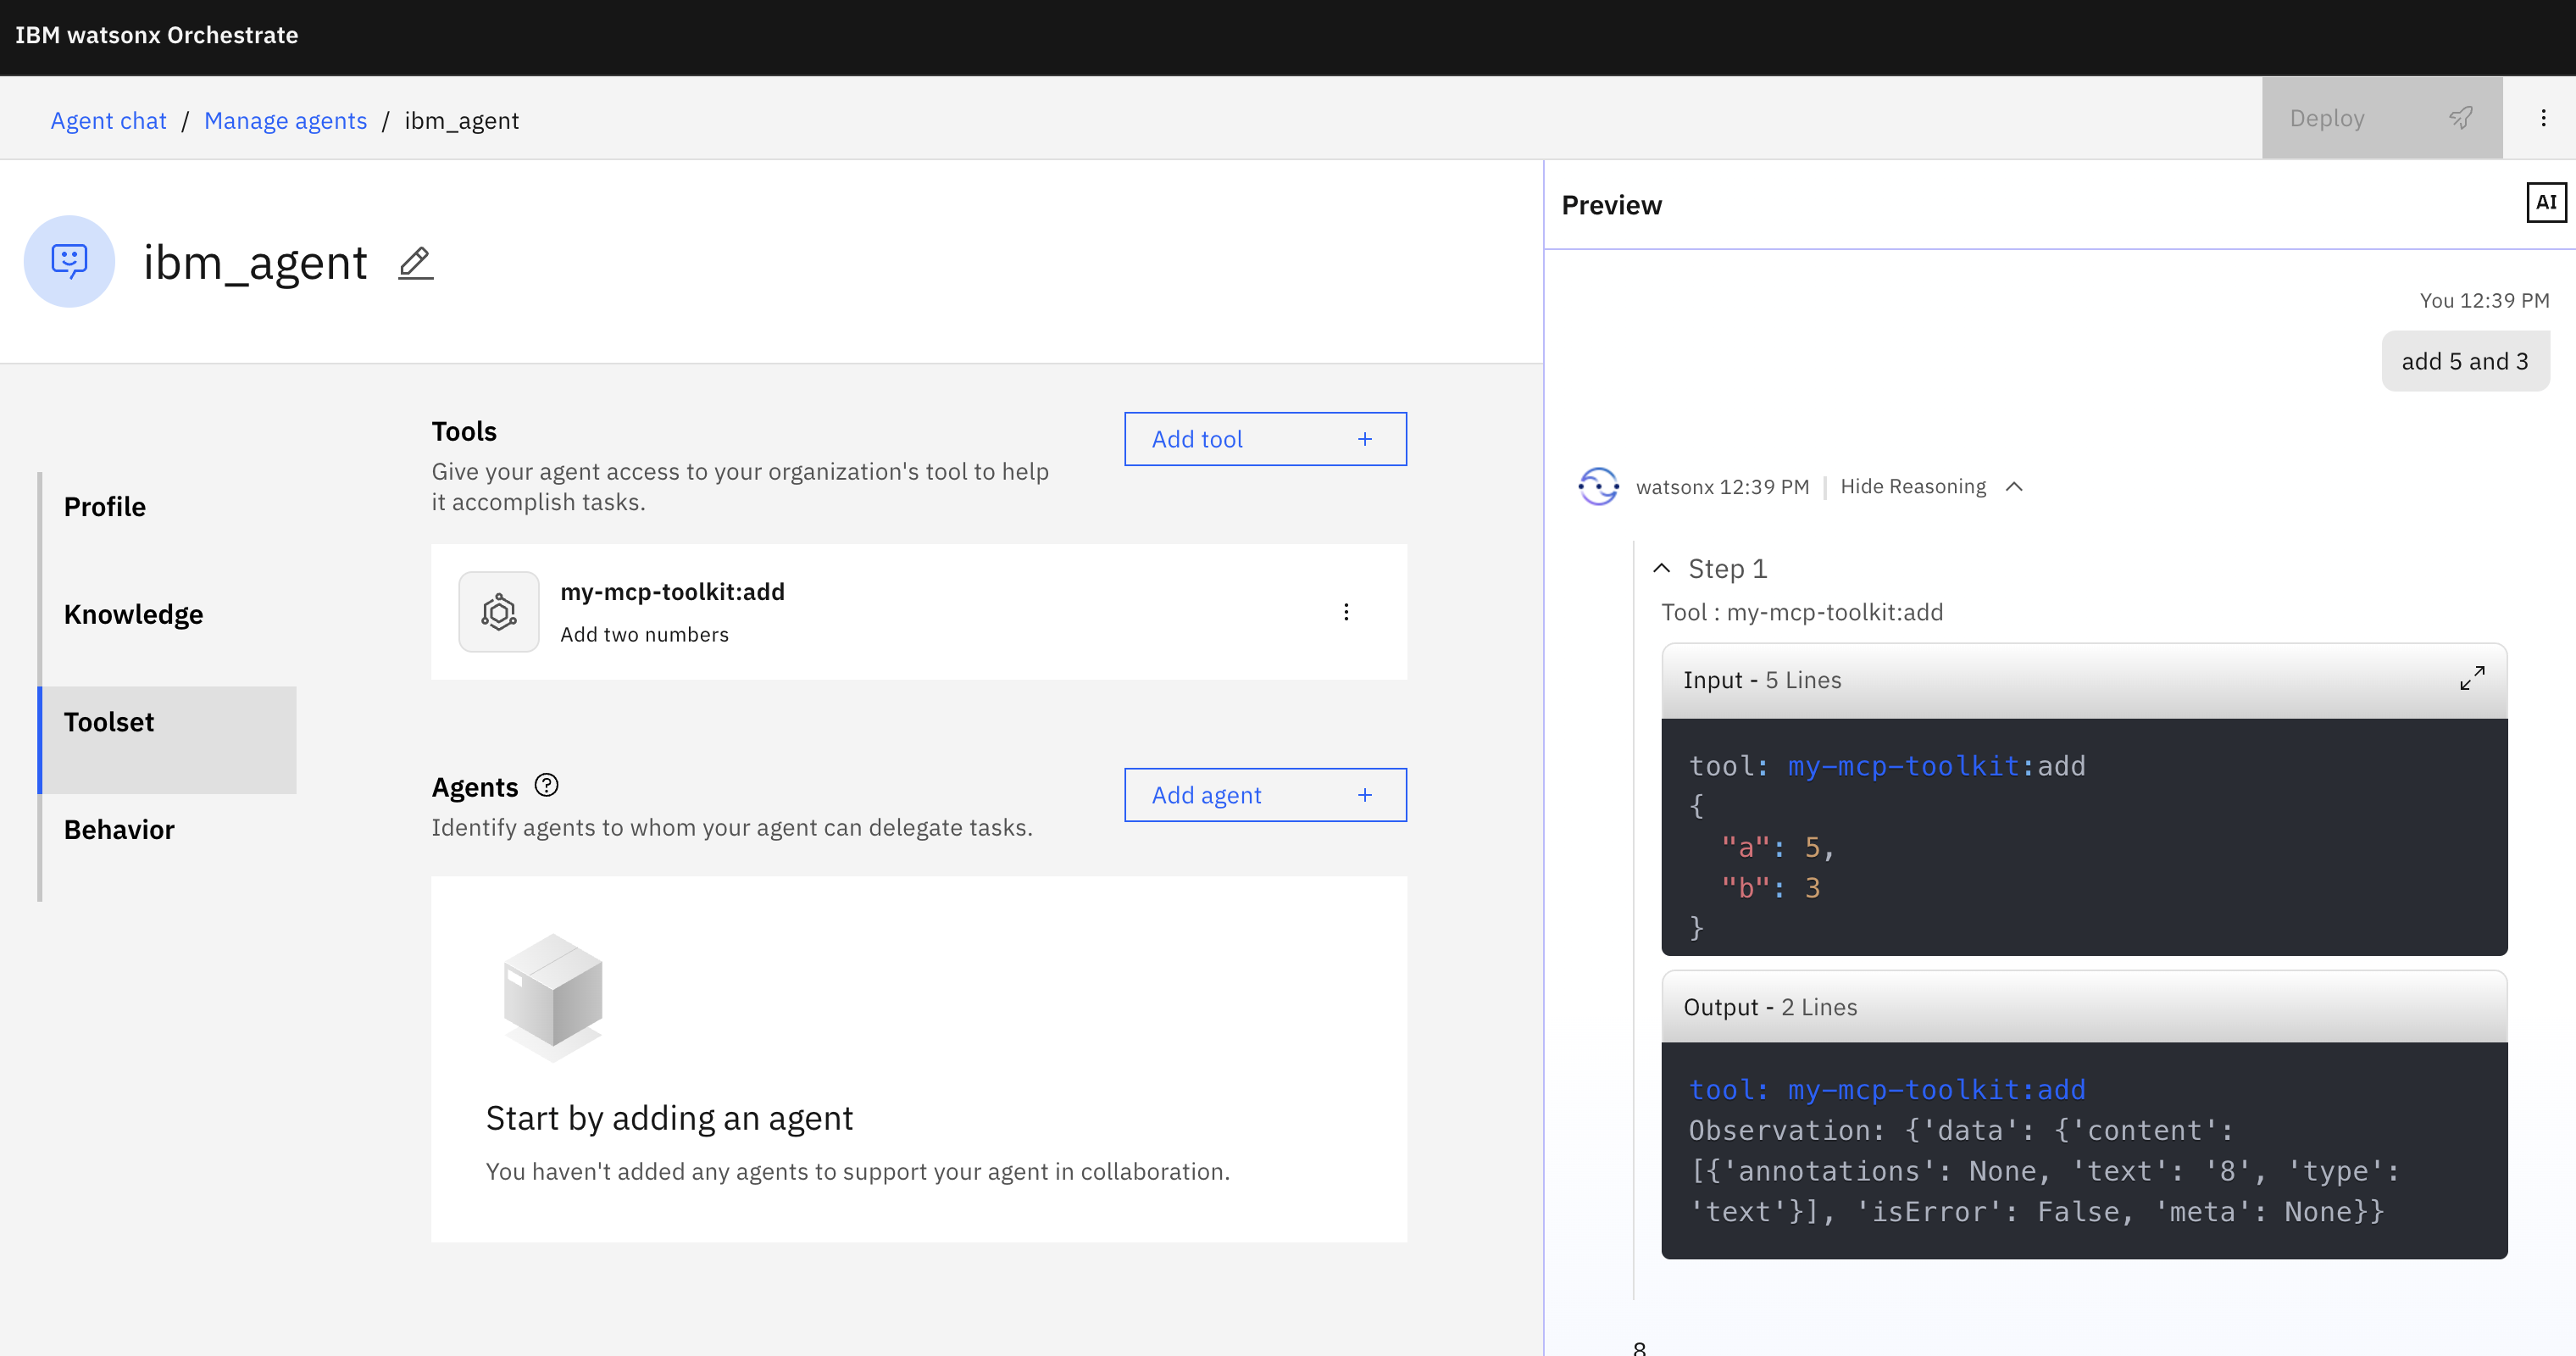 IBM watsonx Orchestrate
Agent chat / Manage agents / ibm_agent
Deploy
ibm_agent
Profile
Knowledge
Toolset
Behavior
Tools
Give your agent access to your organization's tool to help
it accomplish tasks.
Add tool +
my-mcp-toolkit:add
Add two numbers
Agents ?
Identify agents to whom your agent can delegate tasks.
Add agent +
Start by adding an agent
You haven't added any agents to support your agent in collaboration.
Preview
AI
You 12:39 PM
add 5 and 3
watsonx 12:39 PM | Hide Reasoning
Step 1
Tool : my-mcp-toolkit:add
Input - 5 Lines
tool: my-mcp-toolkit:add
{
"a": 5,
"b": 3
}
Output - 2 Lines
tool: my-mcp-toolkit:add
Observation: {'data': {'content':
[{'annotations': None, 'text': '8', 'type':
'text'}], 'isError': False, 'meta': None}}
8